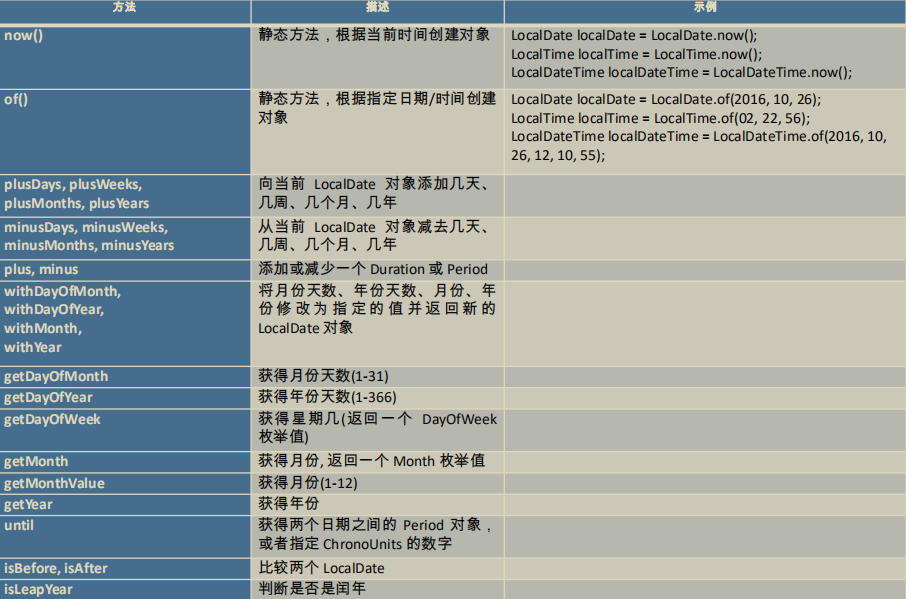 方法 描述 示例
now() 静态方法，根据当前时间创建对象 LocalDate localDate = LocalDate.now();
LocalTime localTime = LocalTime.now();
LocalDateTime localDateTime = LocalDateTime.now();
of() 静态方法，根据指定日期/时间创建
对象
LocalDate localDate = LocalDate.of(2016, 10, 26);
LocalTime localTime = LocalTime.of(02, 22, 56);
LocalDateTime localDateTime = LocalDateTime.of(2016, 10,
26, 12, 10, 55);
plusDays, plusWeeks,
plusMonths, plusYears
向当前 LocalDate 对象添加几天、
几周、几个月、几年
minusDays, minusWeeks,
minusMonths, minusYears
从当前 LocalDate 对象减去几天、
几周、几个月、几年
plus, minus 添加或减少一个 Duration 或 Period
withDayOfMonth,
withDayOfYear,
withMonth,
withYear
将月份天数、年份天数、月份、年
份修改为指定的值并返回新的
LocalDate 对象
getDayOfMonth 获得月份天数(1-31)
getDayOfYear 获得年份天数(1-366)
getDayOfWeek 获得星期几(返回一个 DayOfWeek
枚举值)
getMonth 获得月份, 返回一个 Month 枚举值
getMonthValue 获得月份(1-12)
getYear 获得年份
until 获得两个日期之间的 Period 对象，
或者指定 ChronoUnits 的数字
isBefore, isAfter 比较两个 LocalDate
isLeapYear 判断是否是闰年